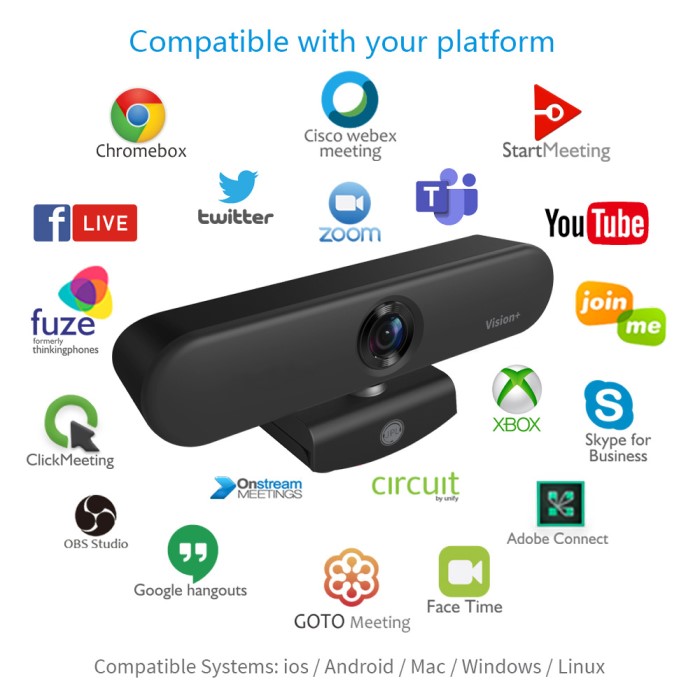 Compatible with your platform
Chromebox
Cisco webex
meeting
StartMeeting
f LIVE
twitter
zoom
T
YouTube
fuze
formerly
thinkingphones
Vision+
join
me
ClickMeeting
XBOX
S
Skype for
Business
Onstream
MEETINGS
circuit
by unify
OBS Studio
Google hangouts
GOTO Meeting
Face Time
Adobe Connect
Compatible Systems: ios / Android / Mac / Windows / Linux